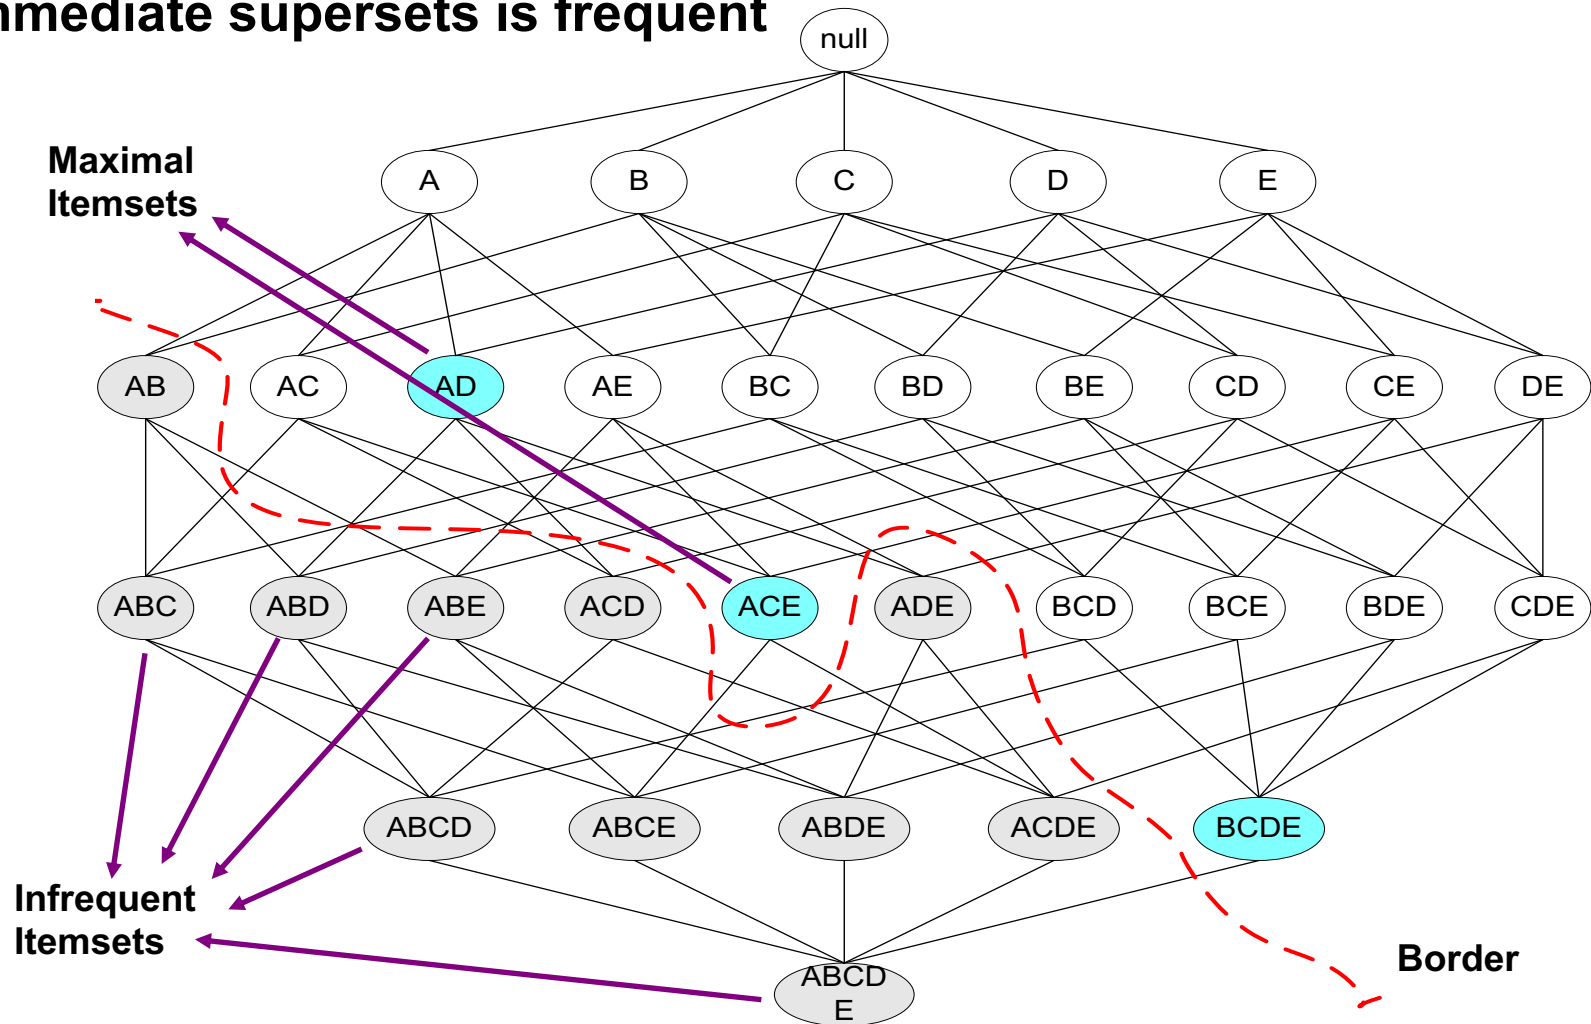 mmediate supersets is frequent
null
Maximal
Itemsets
A
B
C
D
E
AB
AC
AD
AE
BC
BD
BE
CD
CE
DE
ABC
ABD
ABE
ACD
ACE
ADE
BCD
BCE
BDE
CDE
ABCD
ABCE
ABDE
ACDE
BCDE
Infrequent
Itemsets
Border
ABCD
E